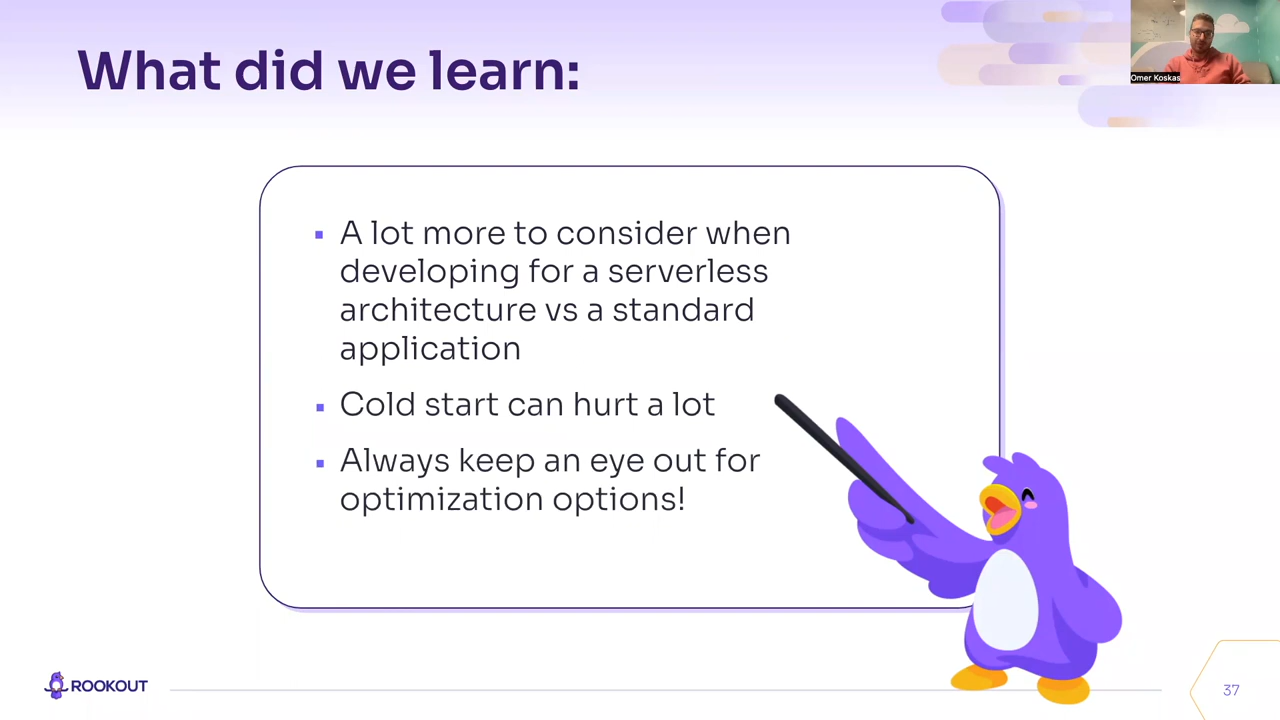 What did we learn:
Omer Koskas
▪ A lot more to consider when
developing for a serverless
architecture vs a standard
application
▪ Cold start can hurt a lot
▪ Always keep an eye out for
optimization options!
ROOKOUT
37